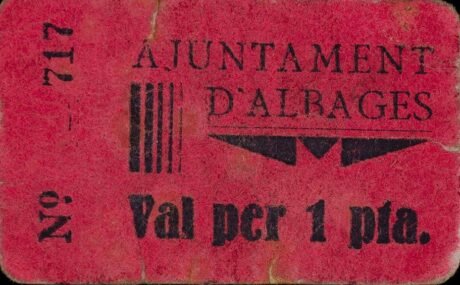 Nº 717
AJUNTAMENT
D'ALBAGES
Val per 1 pta.